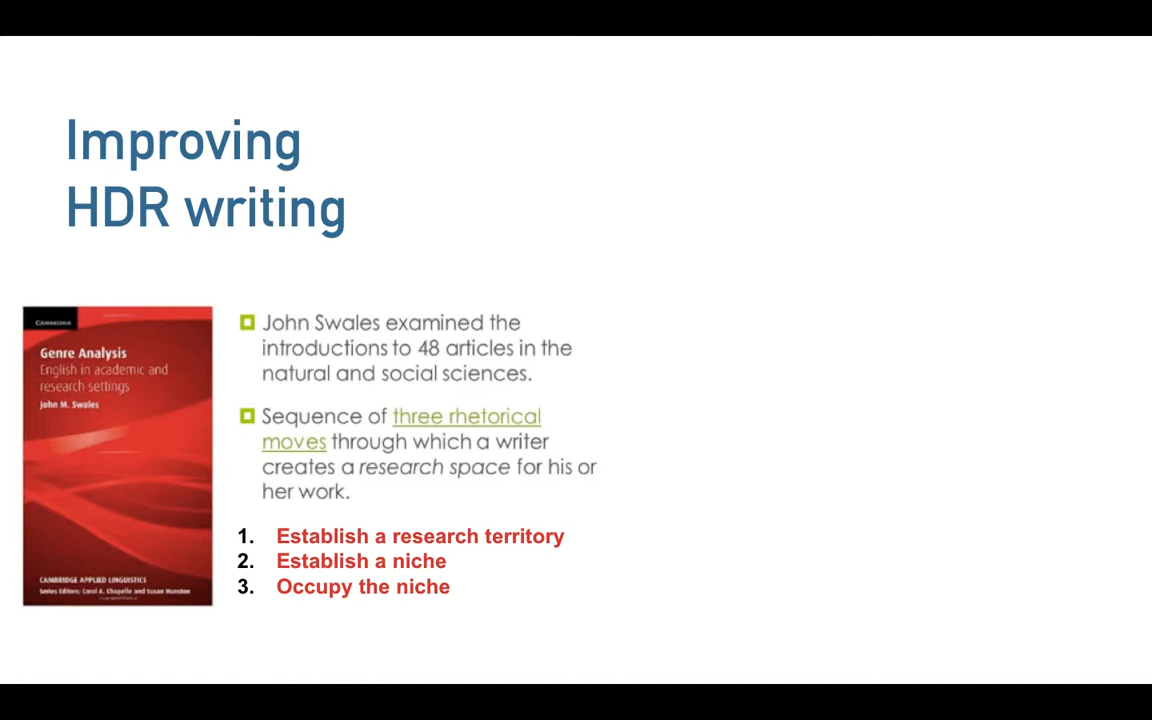 Improving
HDR writing
CAMBRIDGE
Genre Analysis
English in academic and
research settings
John M. Swales
CAMBRIDGE APPLIED LINGUISTICS
Series Editors: Carol A. Chapelle and Susan Hunston
John Swales examined the
introductions to 48 articles in the
natural and social sciences.
Sequence of three rhetorical
moves through which a writer
creates a research space for his or
her work.
1. Establish a research territory
2. Establish a niche
3. Occupy the niche